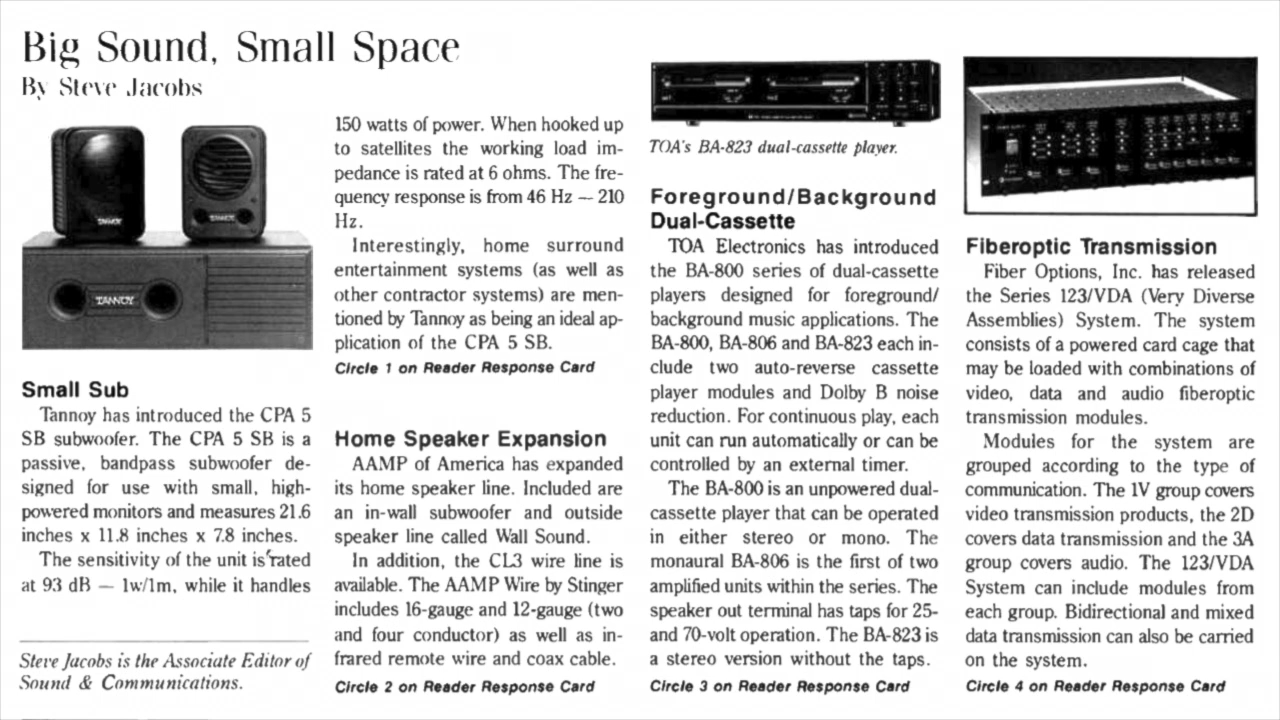 Big Sound, Small Space
By Steve Jacobs
TANNOY
TANNOY
TANNOY
Small Sub
Tannoy has introduced the CPA 5
SB subwoofer. The CPA 5 SB is a
passive, bandpass subwoofer de-
signed for use with small, high-
powered monitors and measures 21.6
inches x 11.8 inches x 7.8 inches.
The sensitivity of the unit is rated
at 93 dB — 1w/1m, while it handles
Steve Jacobs is the Associate Editor of
Sound & Communications.
150 watts of power. When hooked up
to satellites the working load im-
pedance is rated at 6 ohms. The fre-
quency response is from 46 Hz — 210
Hz.
Interestingly, home surround
entertainment systems (as well as
other contractor systems) are men-
tioned by Tannoy as being an ideal ap-
plication of the CPA 5 SB.
Circle 1 on Reader Response Card
Home Speaker Expansion
AAMP of America has expanded
its home speaker line. Included are
an in-wall subwoofer and outside
speaker line called Wall Sound.
In addition, the CL3 wire line is
available. The AAMP Wire by Stinger
includes 16-gauge and 12-gauge (two
and four conductor) as well as in-
frared remote wire and coax cable.
Circle 2 on Reader Response Card
TOA's BA-823 dual-cassette player.
Foreground/Background
Dual-Cassette
TOA Electronics has introduced
the BA-800 series of dual-cassette
players designed for foreground/
background music applications. The
BA-800, BA-806 and BA-823 each in-
clude two auto-reverse cassette
player modules and Dolby B noise
reduction. For continuous play, each
unit can run automatically or can be
controlled by an external timer.
The BA-800 is an unpowered dual-
cassette player that can be operated
in either stereo or mono. The
monaural BA-806 is the first of two
amplified units within the series. The
speaker out terminal has taps for 25-
and 70-volt operation. The BA-823 is
a stereo version without the taps.
Circle 3 on Reader Response Card
Fiberoptic Transmission
Fiber Options, Inc. has released
the Series 123/VDA (Very Diverse
Assemblies) System. The system
consists of a powered card cage that
may be loaded with combinations of
video, data and audio fiberoptic
transmission modules.
Modules for the system are
grouped according to the type of
communication. The 1V group covers
video transmission products, the 2D
covers data transmission and the 3A
group covers audio. The 123/VDA
System can include modules from
each group. Bidirectional and mixed
data transmission can also be carried
on the system.
Circle 4 on Reader Response Card